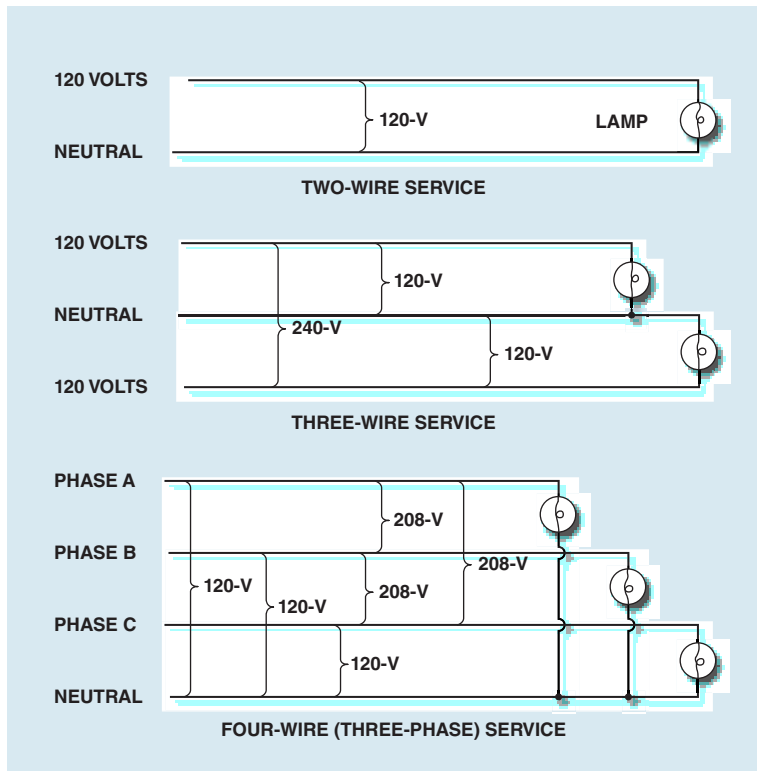 120 VOLTS
120-V
LAMP
NEUTRAL
TWO-WIRE SERVICE
120 VOLTS
120-V
NEUTRAL
240-V
120-V
120 VOLTS
THREE-WIRE SERVICE
PHASE A
208-V
PHASE B
208-V
120-V
120-V
208-V
PHASE C
120-V
NEUTRAL
FOUR-WIRE (THREE-PHASE) SERVICE